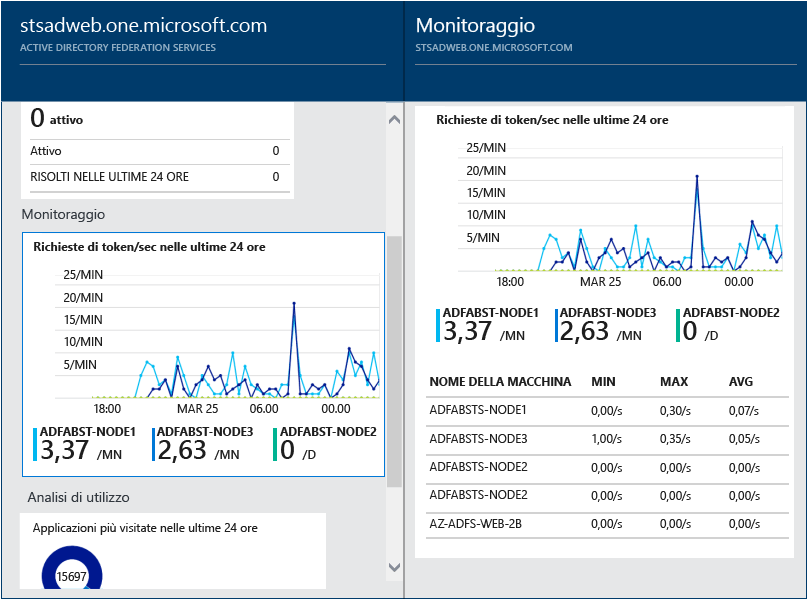 stsadweb.one.microsoft.com
ACTIVE DIRECTORY FEDERATION SERVICES
0 attivo
Attivo 0
RISOLTI NELLE ULTIME 24 ORE 0
Monitoraggio
Richieste di token/sec nelle ultime 24 ore
25/MIN
20/MIN
15/MIN
10/MIN
5/MIN
18:00 MAR 25 06.00 00.00
ADFABST-NODE1 ADFABST-NODE3 ADFABST-NODE2
3,37 /MN 2,63 /MN 0 /D
Analisi di utilizzo
Applicazioni più visitate nelle ultime 24 ore
15697
Monitoraggio
STSADWEB.ONE.MICROSOFT.COM
Richieste di token/sec nelle ultime 24 ore
25/MIN
20/MIN
15/MIN
10/MIN
5/MIN
18:00 MAR 25 06.00 00.00
ADFABST-NODE1 ADFABST-NODE3 ADFABST-NODE2
3,37 /MN 2,63 /MN 0 /D
NOME DELLA MACCHINA MIN MAX AVG
ADFABSTS-NODE1 0,00/s 0,30/s 0,07/s
ADFABSTS-NODE3 1,00/s 0,35/s 0,05/s
ADFABSTS-NODE2 0,00/s 0,00/s 0,00/s
ADFABSTS-NODE2 0,00/s 0,00/s 0,00/s
AZ-ADFS-WEB-2B 0,00/s 0,00/s 0,00/s